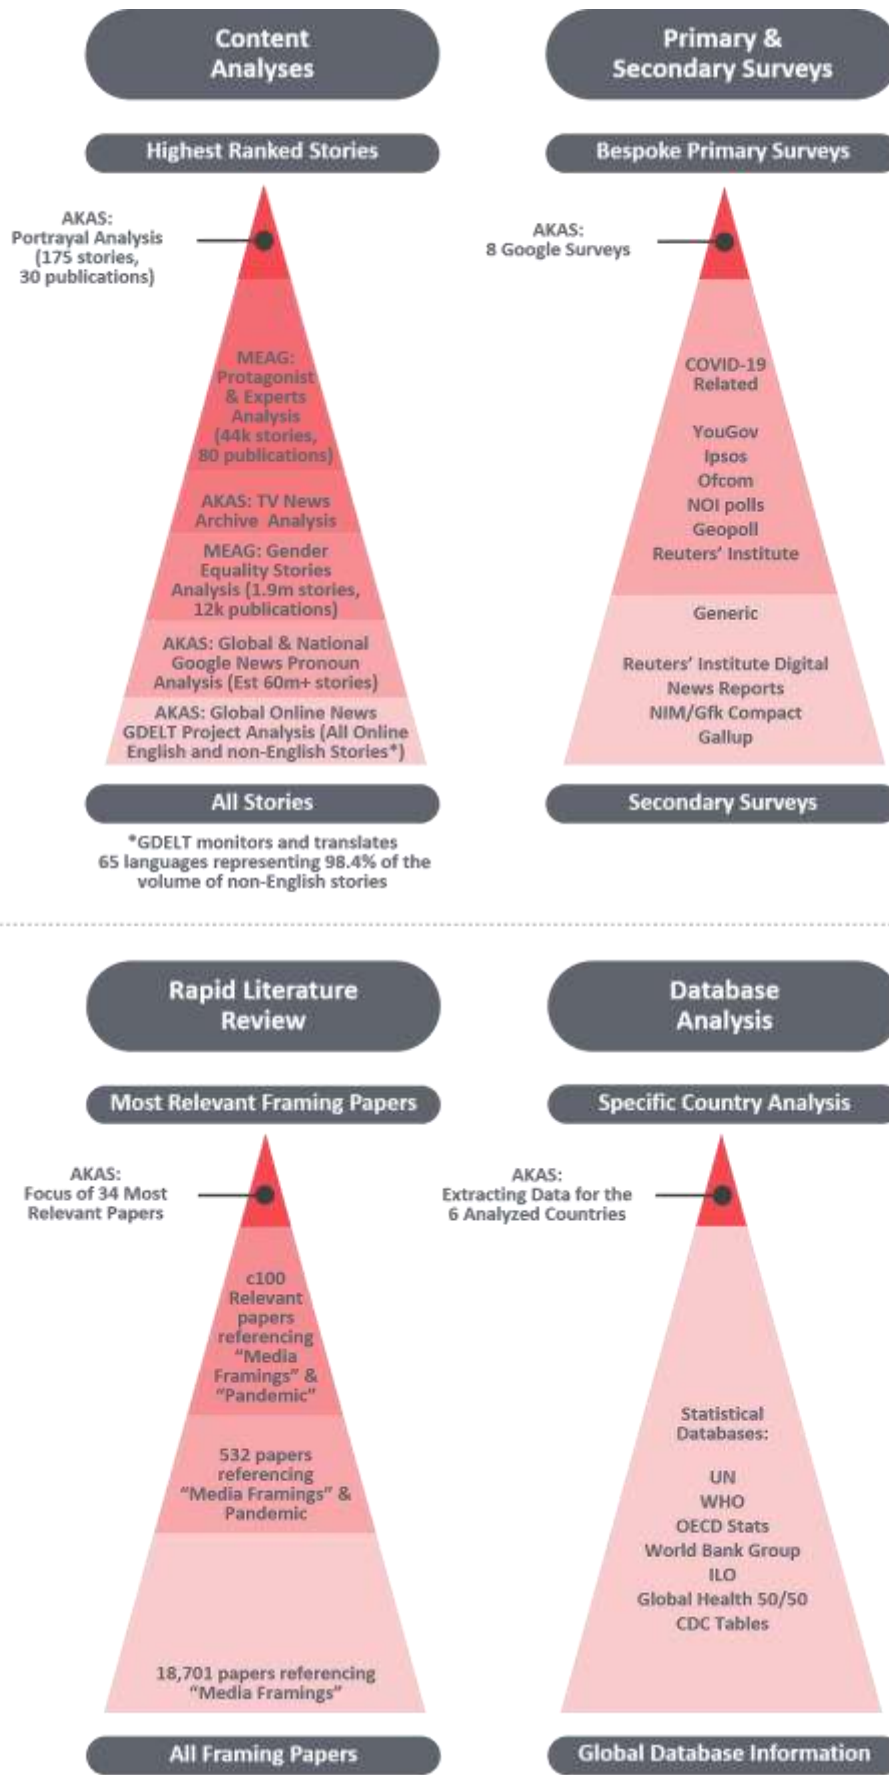 Content
Analyses
Highest Ranked Stories
AKAS:
Portrayal Analysis
(175 stories,
30 publications)
MEAG:
Protagonist
& Experts
Analysis
(44k stories,
80 publications)
AKAS: TV News
Archive Analysis
MEAG: Gender
Equality Stories
Analysis (1.9m stories,
12k publications)
AKAS: Global & National
Google News Pronoun
Analysis (Est 60m+ stories)
AKAS: Global Online News
GDELT Project Analysis (All Online
English and non-English Stories*)
All Stories
*GDELT monitors and translates
65 languages representing 98.4% of the
volume of non-English stories
Primary &
Secondary Surveys
Bespoke Primary Surveys
AKAS:
8 Google Surveys
COVID-19
Related
YouGov
Ipsos
Ofcom
NOI polls
Geopoll
Reuters’ Institute
Generic
Reuters’ Institute Digital
News Reports
NIM/Gfk Compact
Gallup
Secondary Surveys
Rapid Literature
Review
Most Relevant Framing Papers
AKAS:
Focus of 34 Most
Relevant Papers
c100
Relevant
papers
referencing
“Media
Framings” &
“Pandemic”
532 papers
referencing
“Media Framings” &
Pandemic
18,701 papers referencing
“Media Framings”
All Framing Papers
Database
Analysis
Specific Country Analysis
AKAS:
Extracting Data for the
6 Analyzed Countries
Statistical
Databases:
UN
WHO
OECD Stats
World Bank Group
ILO
Global Health 50/50
CDC Tables
Global Database Information